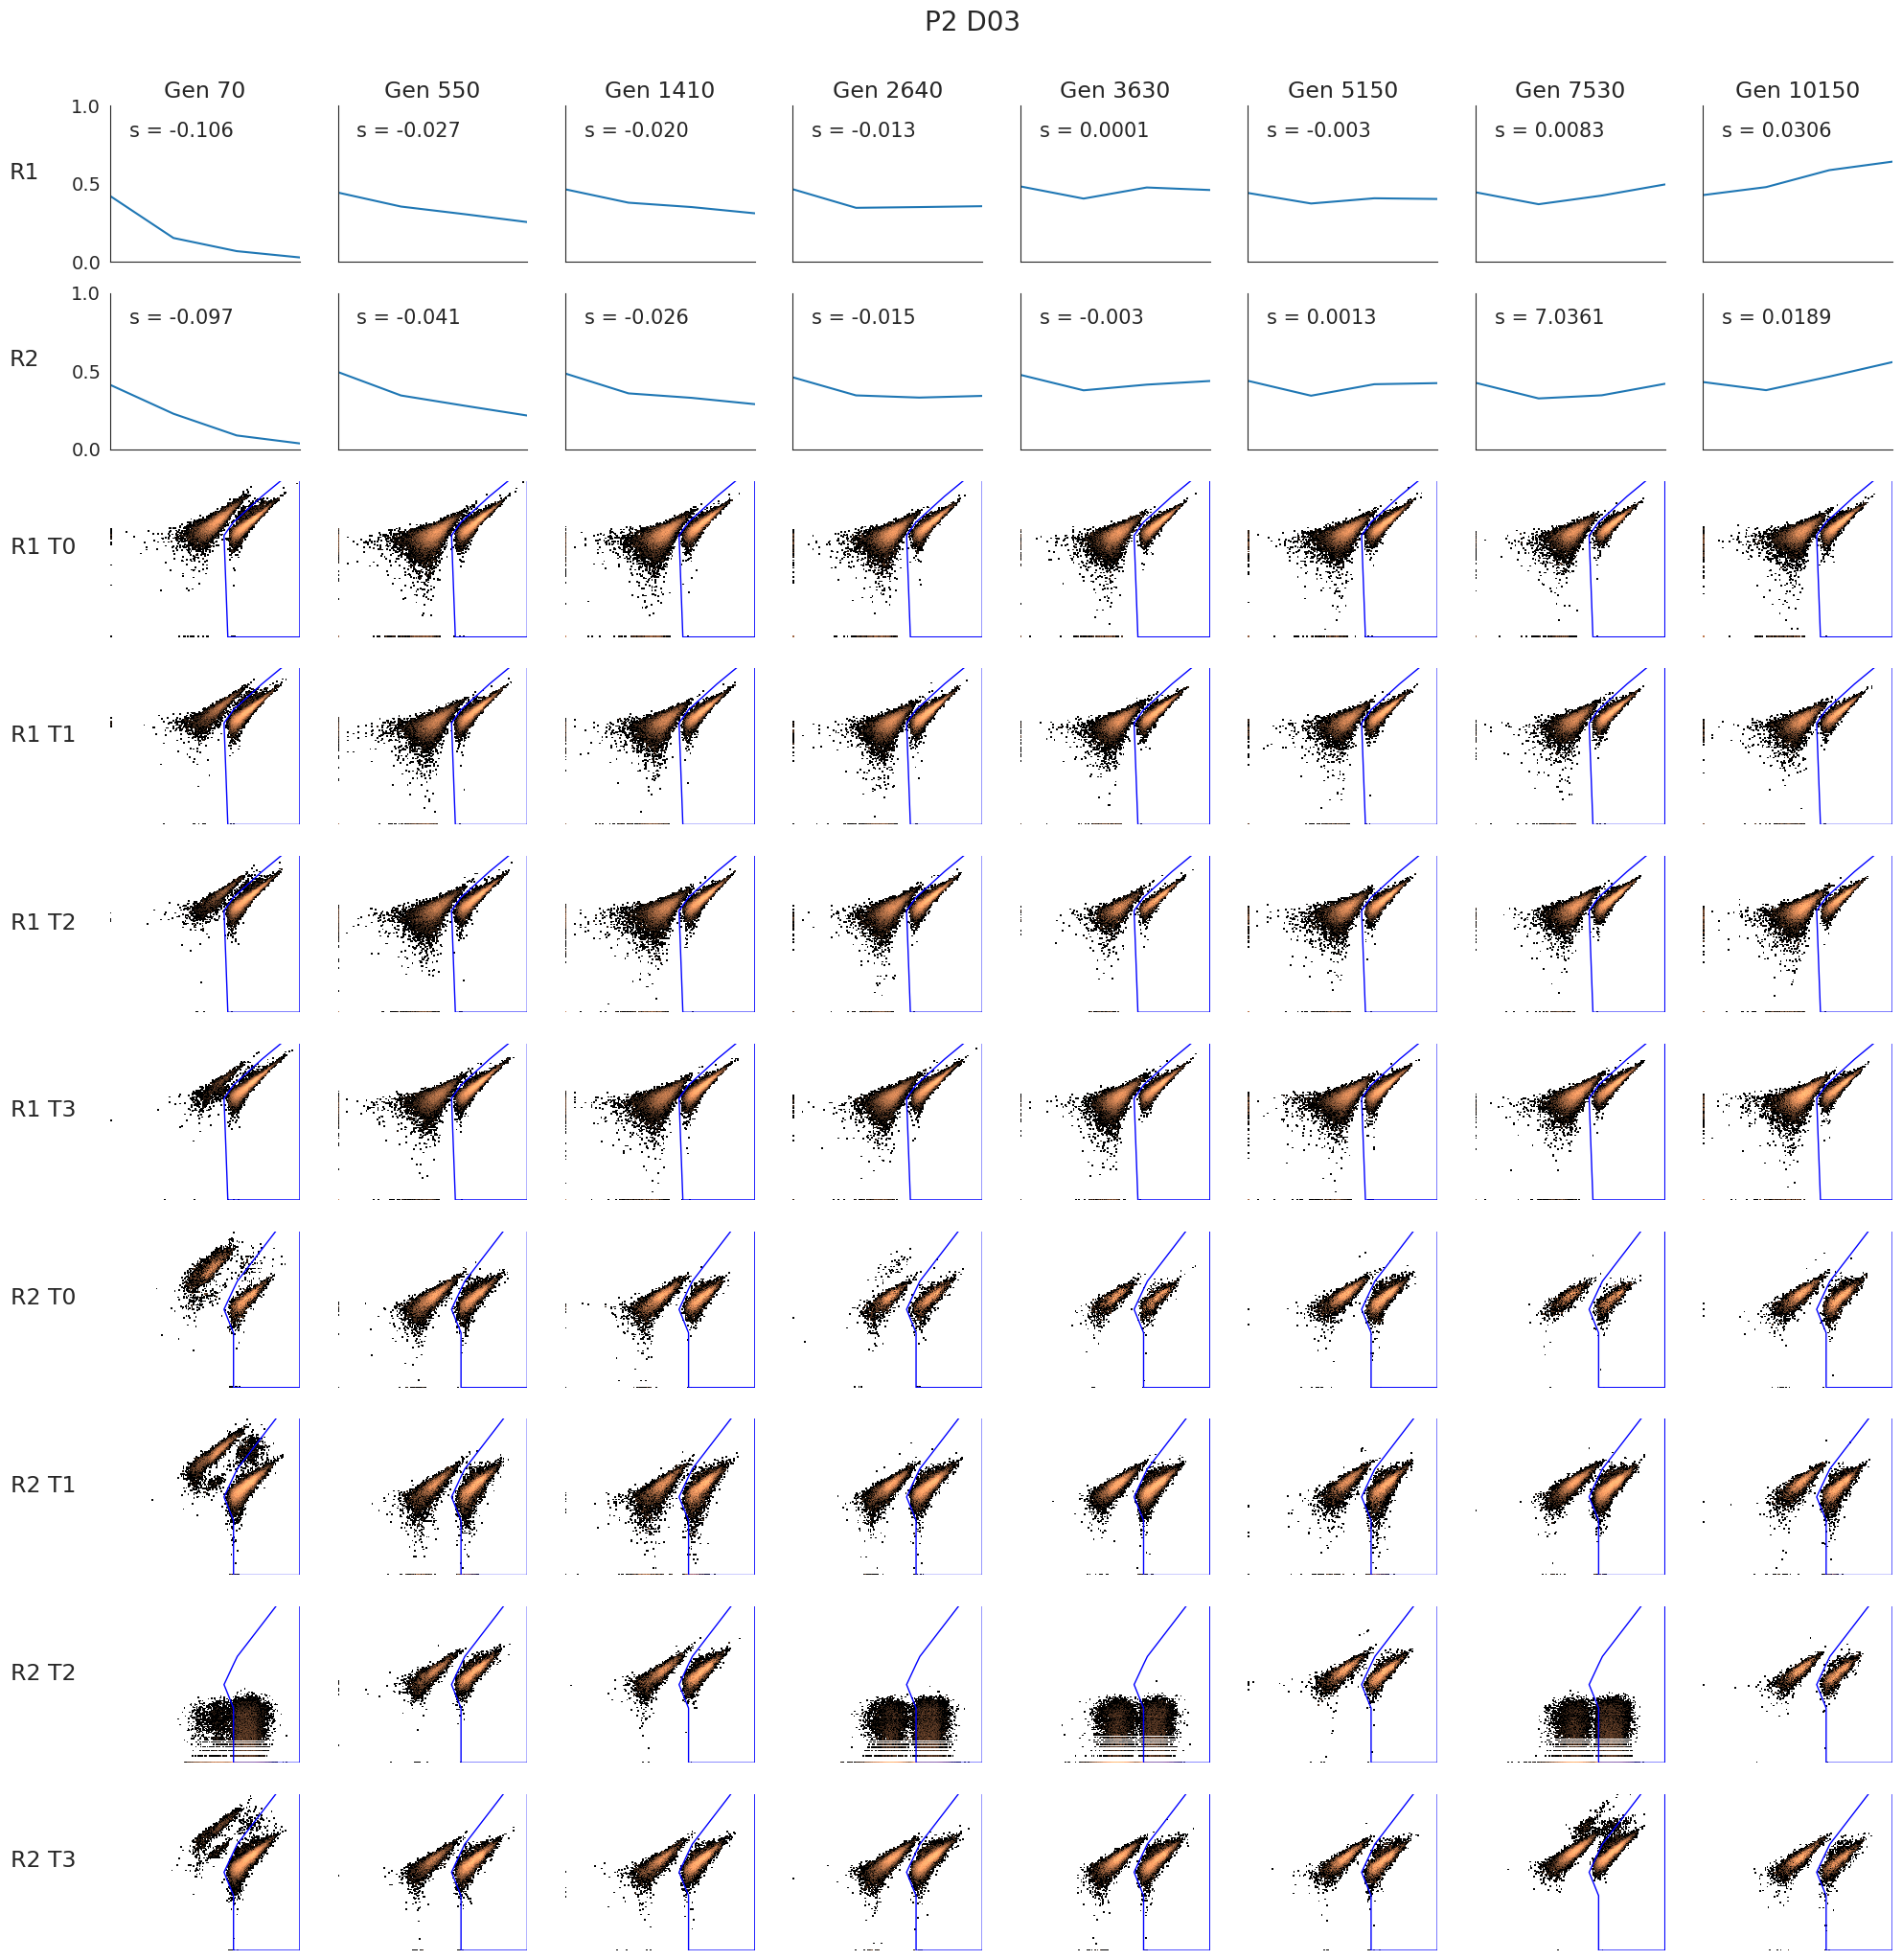 P2 D03
Gen 70 Gen 550 Gen 1410 Gen 2640 Gen 3630 Gen 5150 Gen 7530 Gen 10150
1.0
s = -0.106 s = -0.027 s = -0.020 s = -0.013 s = 0.0001 s = -0.003 s = 0.0083 s = 0.0306
R1
0.5
0.0
1.0
s = -0.097 s = -0.041 s = -0.026 s = -0.015 s = -0.003 s = 0.0013 s = 7.0361 s = 0.0189
R2
0.5
0.0
R1 T0
R1 T1
R1 T2
R1 T3
R2 T0
R2 T1
R2 T2
R2 T3